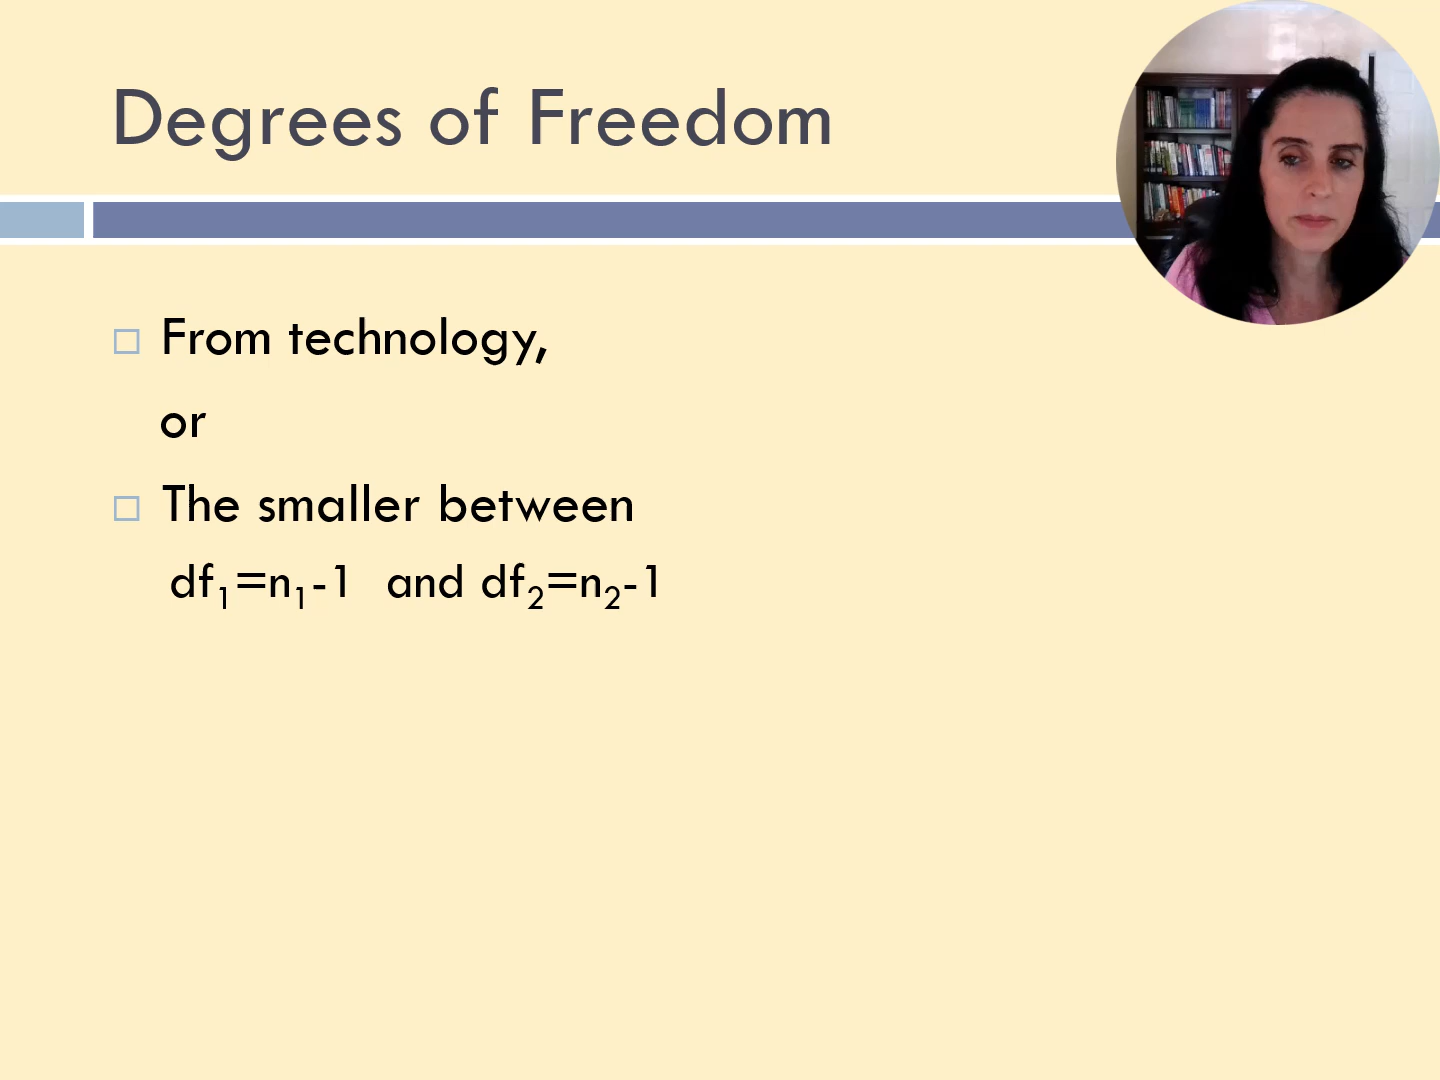 Degrees of Freedom
From technology,
or
The smaller between
df₁=n₁-1 and df₂=n₂-1